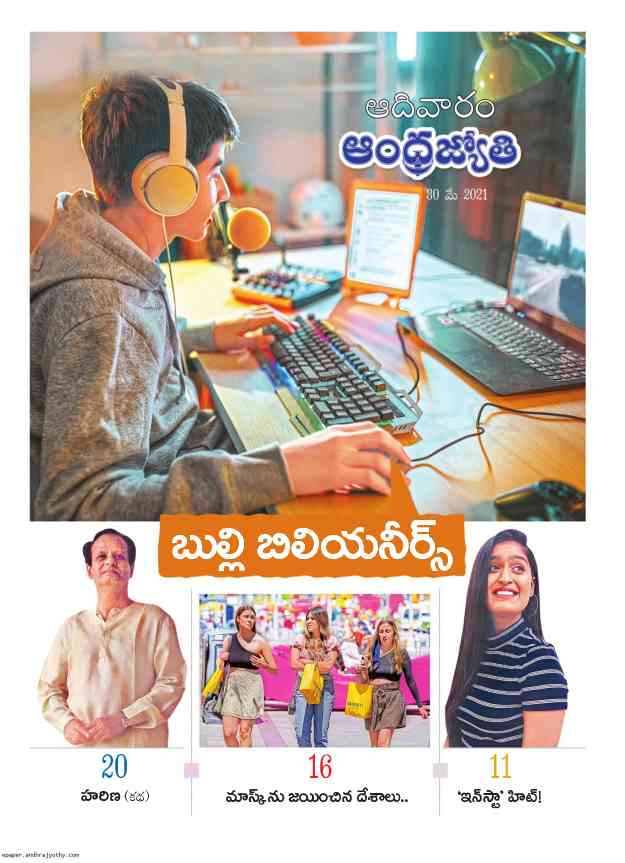 ఆదివారం
ఆంధ్రజ్యోతి
30 మే 2021
బుల్లి బిలియనీర్స్
20
హరిణ (కథ)
16
మాస్క్‌ను జయించిన దేశాలు..
11
‘ఇన్‌స్టా’ హిట్!
epaper.andhrajyothy.com